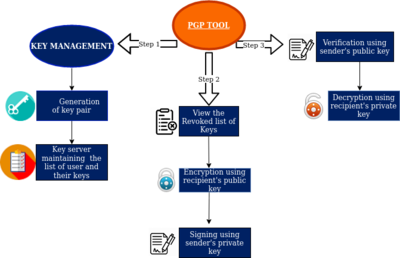 PGP TOOL
Step 1
Step 3
Step 2
KEY MANAGEMENT
Generation
of key pair
Key server
maintaining the
list of user and
their keys
View the
Revoked list of
Keys
Encryption using
recipient's public
key
Signing using
sender's private
key
Verification using
sender's public key
Decryption using
recipient's private
key